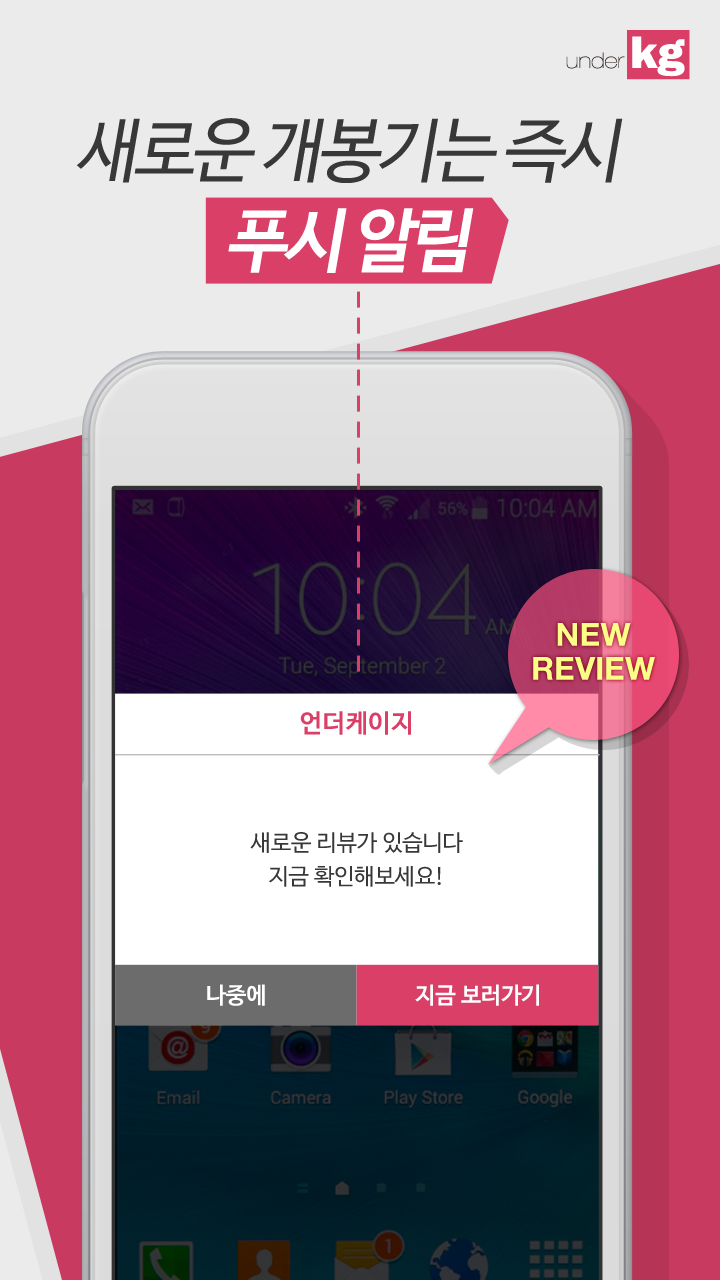 under kg
새로운 개봉기는 즉시
푸시 알림
56% 10:04 AM
10:04 AM
Tue, September 2
NEW
REVIEW
언더케이지
새로운 리뷰가 있습니다
지금 확인해보세요!
나중에 지금 보러가기
9
@
Email Camera Play Store Google
1